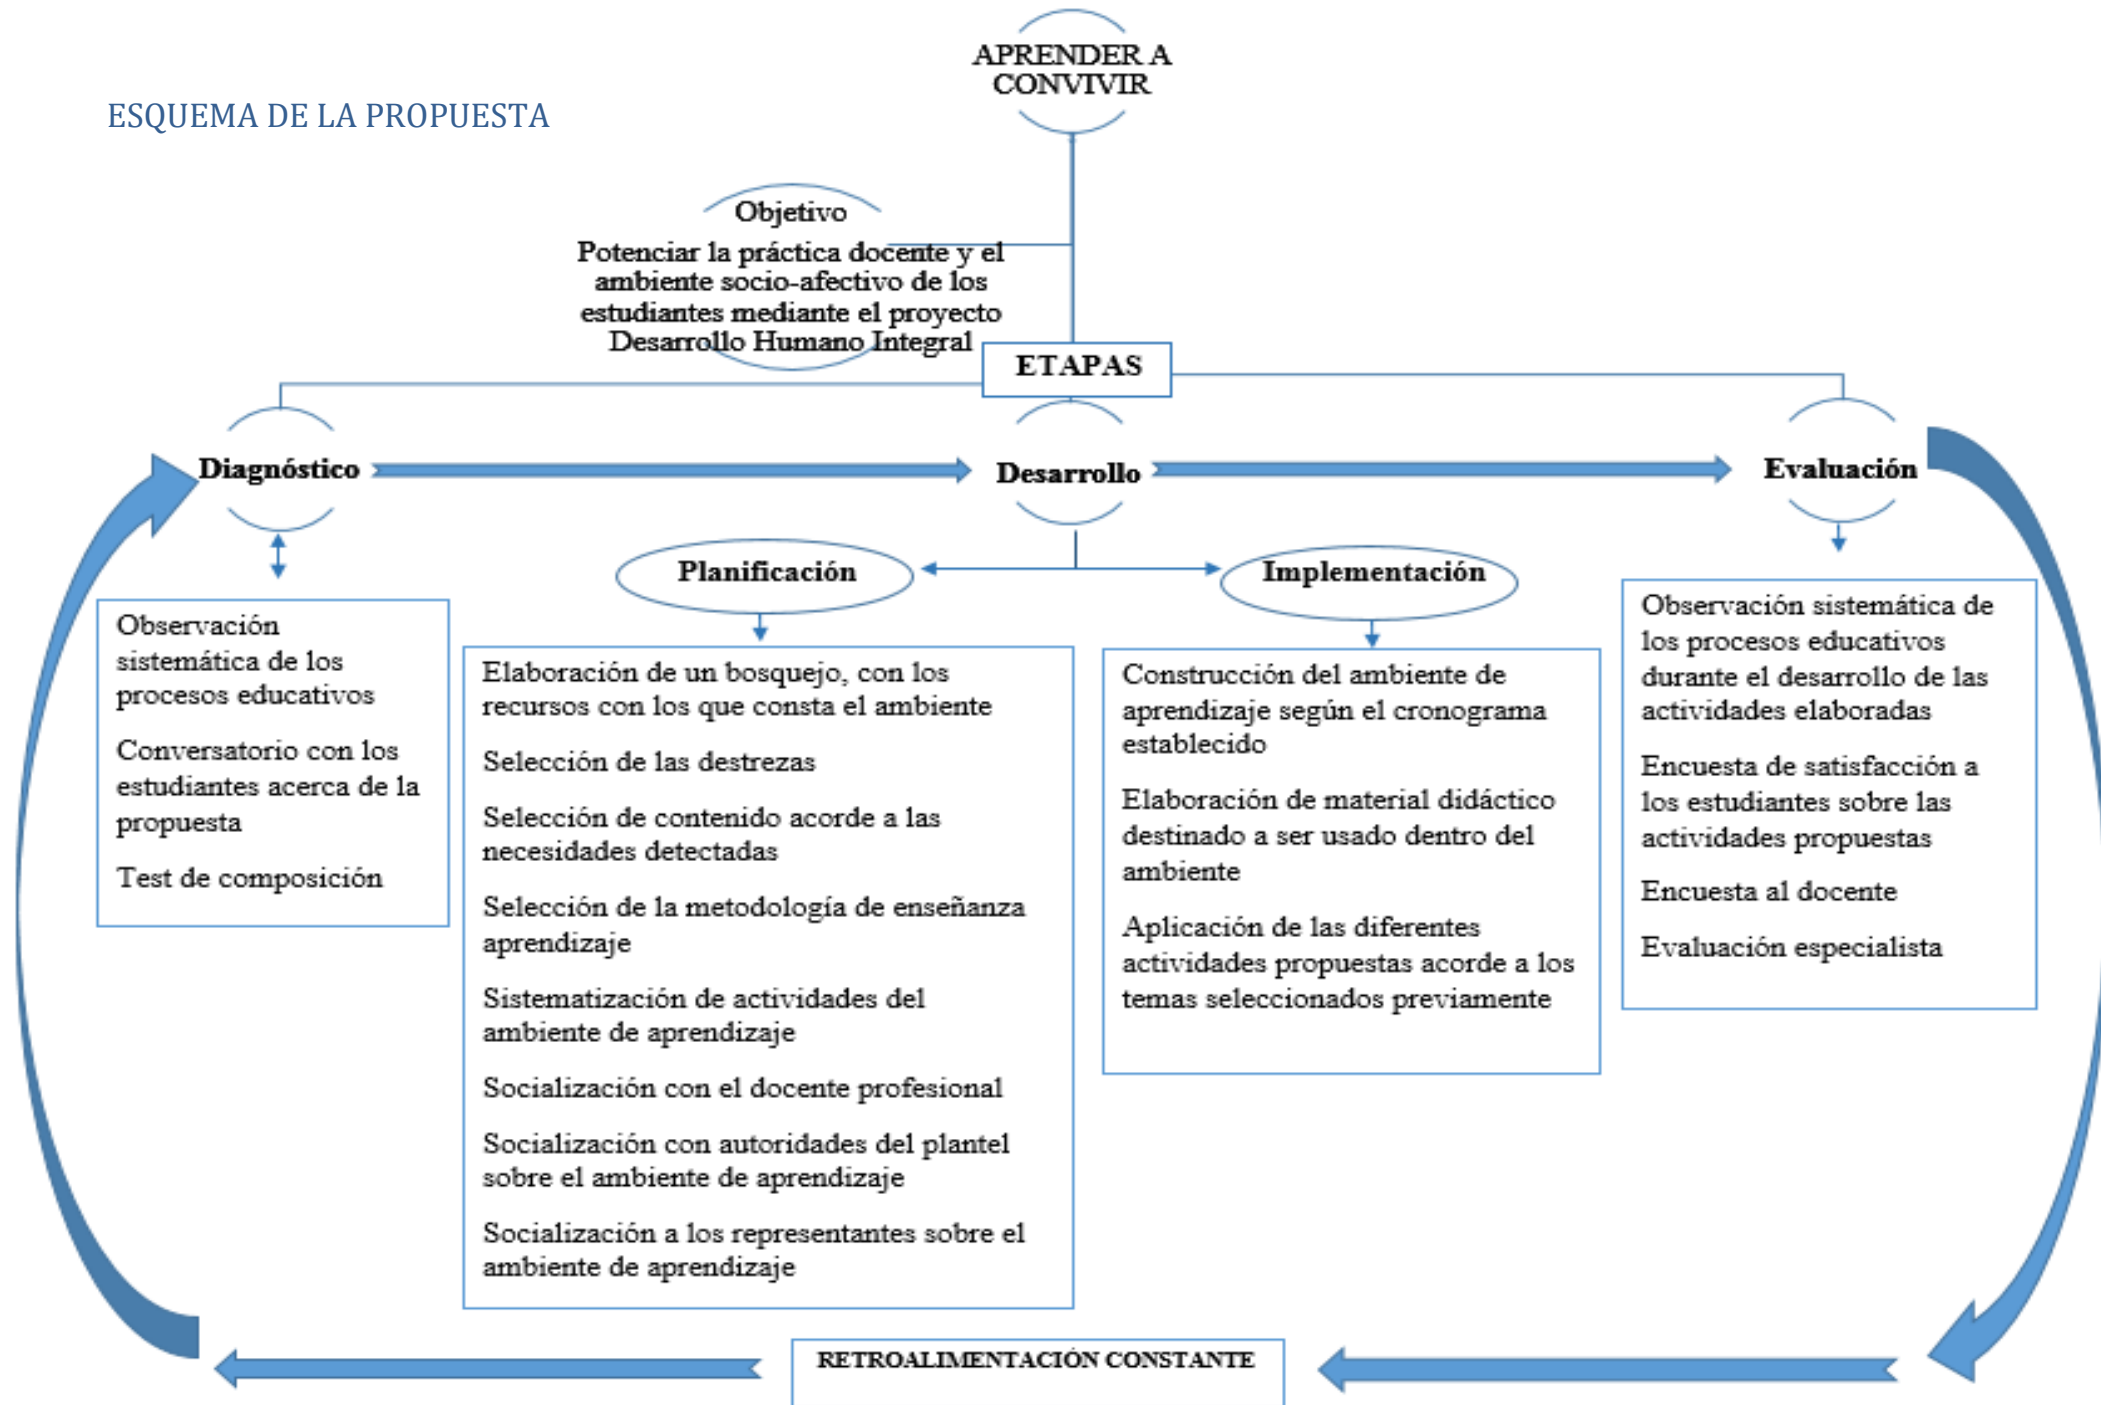 APRENDER A
CONVIVIR
ESQUEMA DE LA PROPUESTA
Objetivo
Potenciar la práctica docente y el
ambiente socio-afectivo de los
estudiantes mediante el proyecto
Desarrollo Humano Integral
ETAPAS
Diagnóstico
Desarrollo
Evaluación
Planificación
Implementación
Observación
sistemática de los
procesos educativos
Conversatorio con los
estudiantes acerca de la
propuesta
Test de composición
Elaboración de un bosquejo, con los
recursos con los que consta el ambiente
Selección de las destrezas
Selección de contenido acorde a las
necesidades detectadas
Selección de la metodología de enseñanza
aprendizaje
Sistematización de actividades del
ambiente de aprendizaje
Socialización con el docente profesional
Socialización con autoridades del plantel
sobre el ambiente de aprendizaje
Socialización a los representantes sobre el
ambiente de aprendizaje
Construcción del ambiente de
aprendizaje según el cronograma
establecido
Elaboración de material didáctico
destinado a ser usado dentro del
ambiente
Aplicación de las diferentes
actividades propuestas acorde a los
temas seleccionados previamente
Observación sistemática de
los procesos educativos
durante el desarrollo de las
actividades elaboradas
Encuesta de satisfacción a
los estudiantes sobre las
actividades propuestas
Encuesta al docente
Evaluación especialista
RETROALIMENTACIÓN CONSTANTE